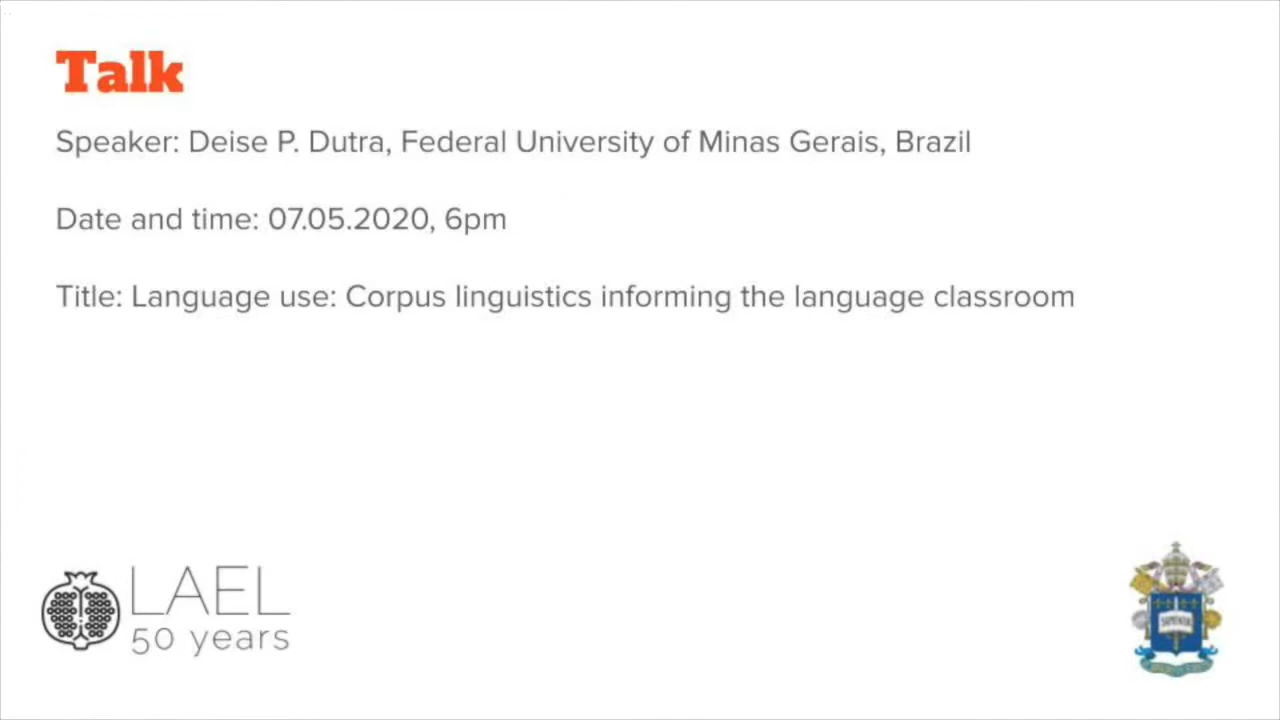 Talk
Speaker: Deise P. Dutra, Federal University of Minas Gerais, Brazil
Date and time: 07.05.2020, 6pm
Title: Language use: Corpus linguistics informing the language classroom
LAEL
50 years